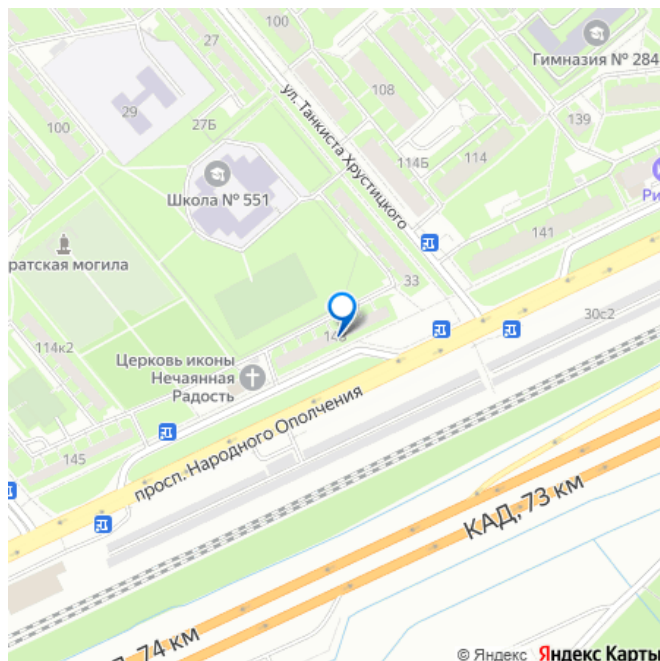 100
27
Гимназия № 284
29
108
ул. Танкиста Хрустицкого
100
27Б
139
114Б
114
Школа № 551
Ри
141
ратская могила
33
30с2
114к2
Церковь иконы
Нечаянная
Радость
просп. Народного Ополчения
145
КАД, 73 км
74 км
© Яндекс Яндекс Карты